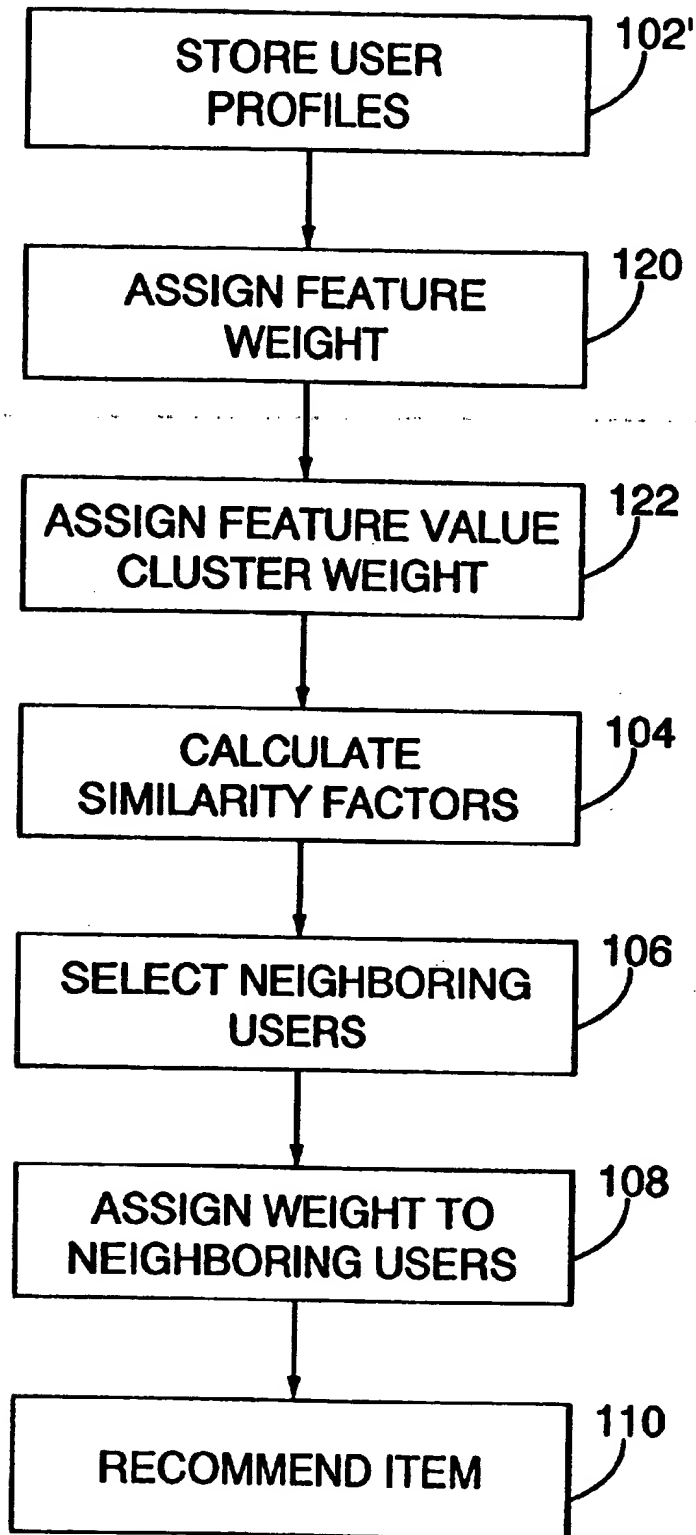 102'
STORE USER
PROFILES
120
ASSIGN FEATURE
WEIGHT
122
ASSIGN FEATURE VALUE
CLUSTER WEIGHT
104
CALCULATE
SIMILARITY FACTORS
106
SELECT NEIGHBORING
USERS
108
ASSIGN WEIGHT TO
NEIGHBORING USERS
110
RECOMMEND ITEM